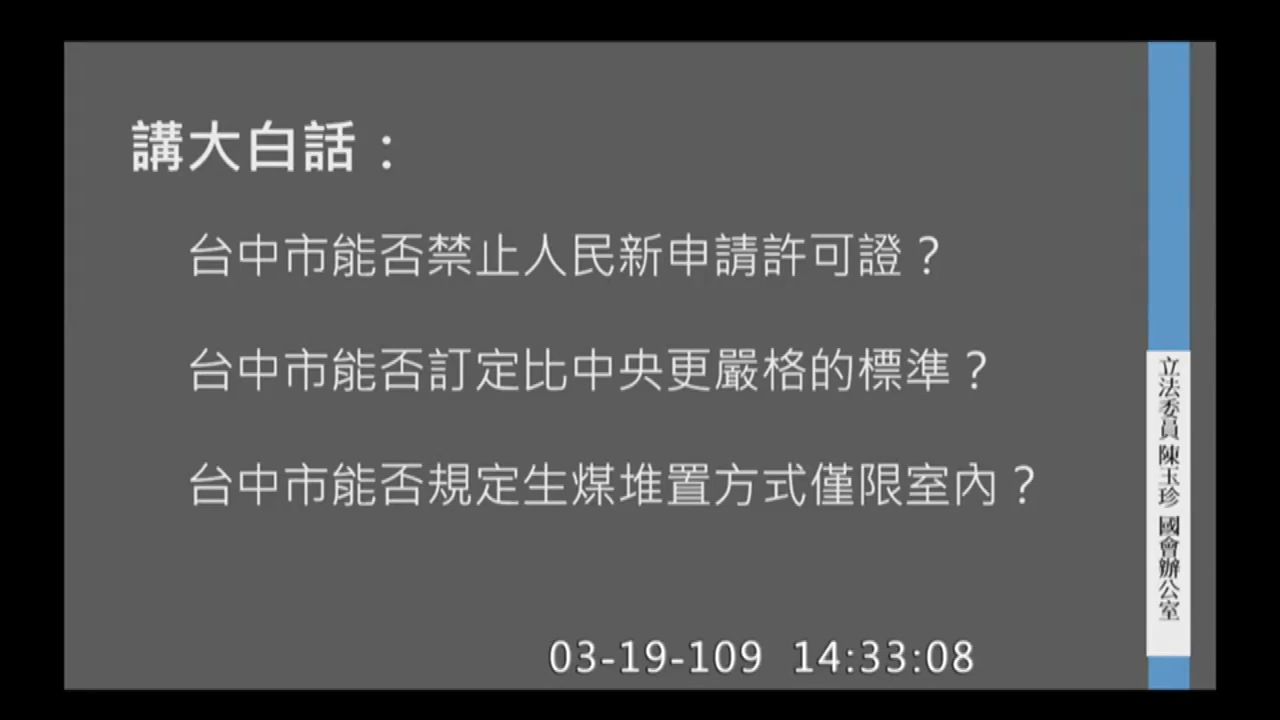 講大白話：
台中市能否禁止人民新申請許可證？
台中市能否訂定比中央更嚴格的標準？
台中市能否規定生煤堆置方式僅限室內？
立法委員 陳玉珍 國會辦公室
03-19-109 14:33:08